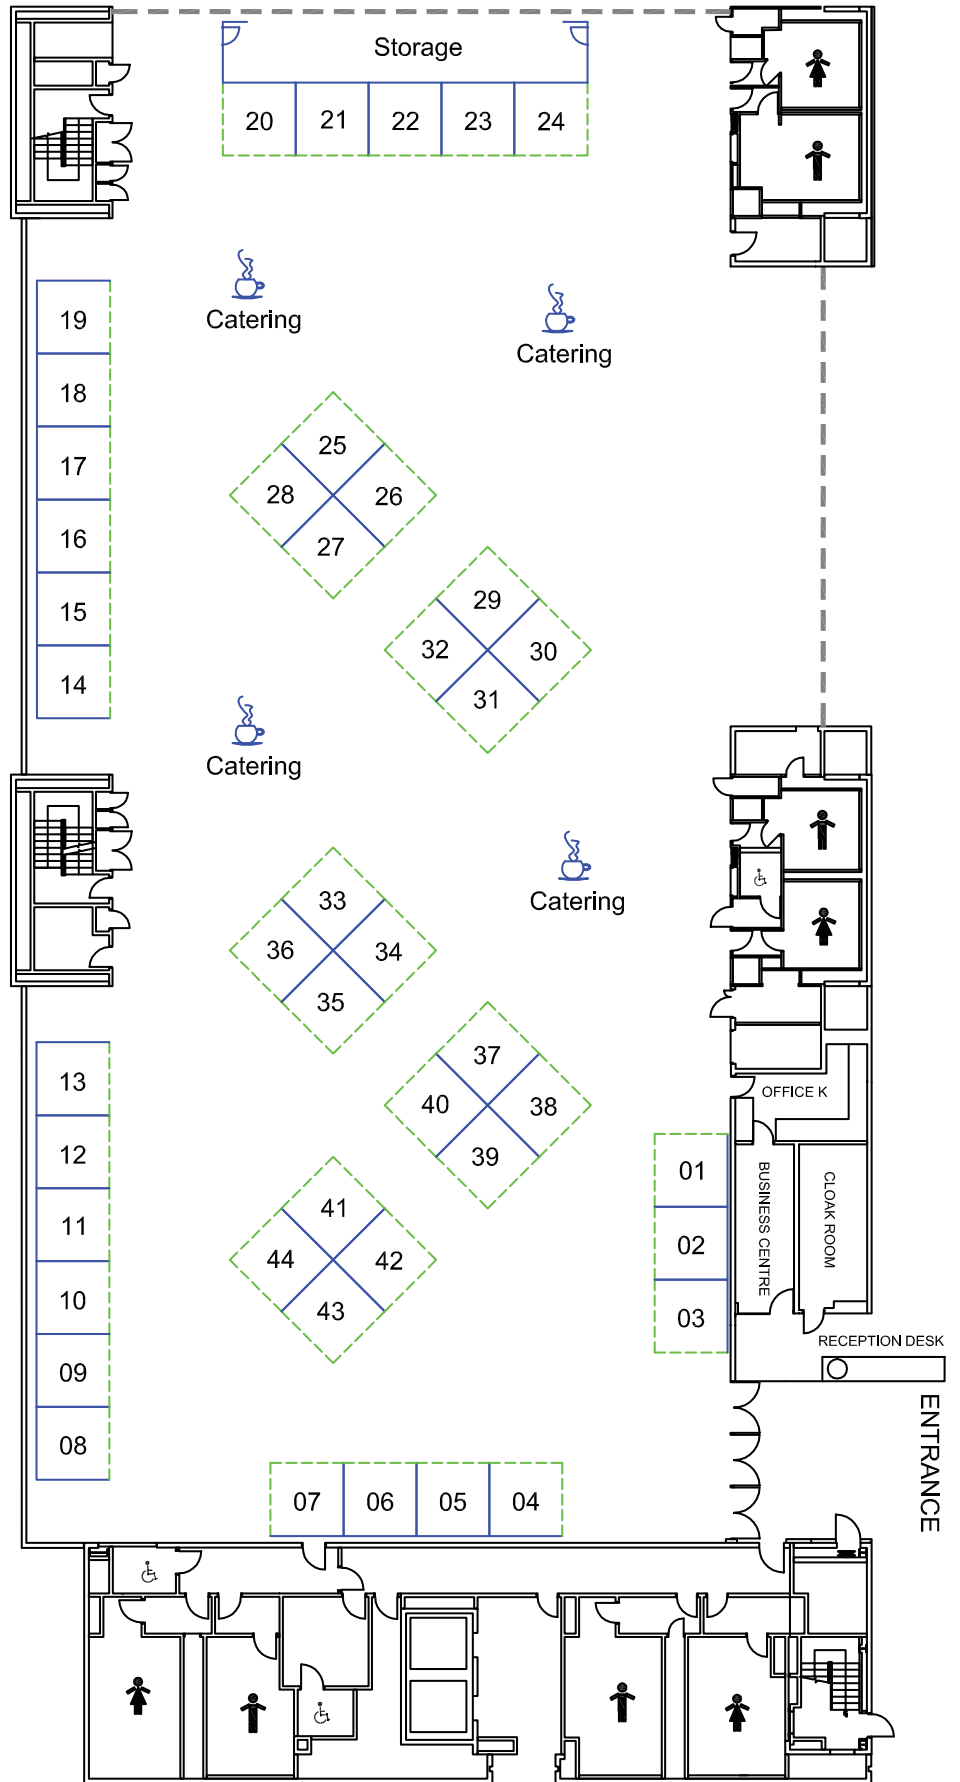 Storage
20 21 22 23 24
Catering
19
Catering
18
25
17
28 26
16
27
29
15
32 30
14
31
Catering
33
Catering
36 34
35
37
13
OFFICE K
40 38
12
39
01
BUSINESS CENTRE
CLOAK ROOM
41
11
02
44 42
10
43
03
RECEPTION DESK
09
ENTRANCE
08
07 06 05 04